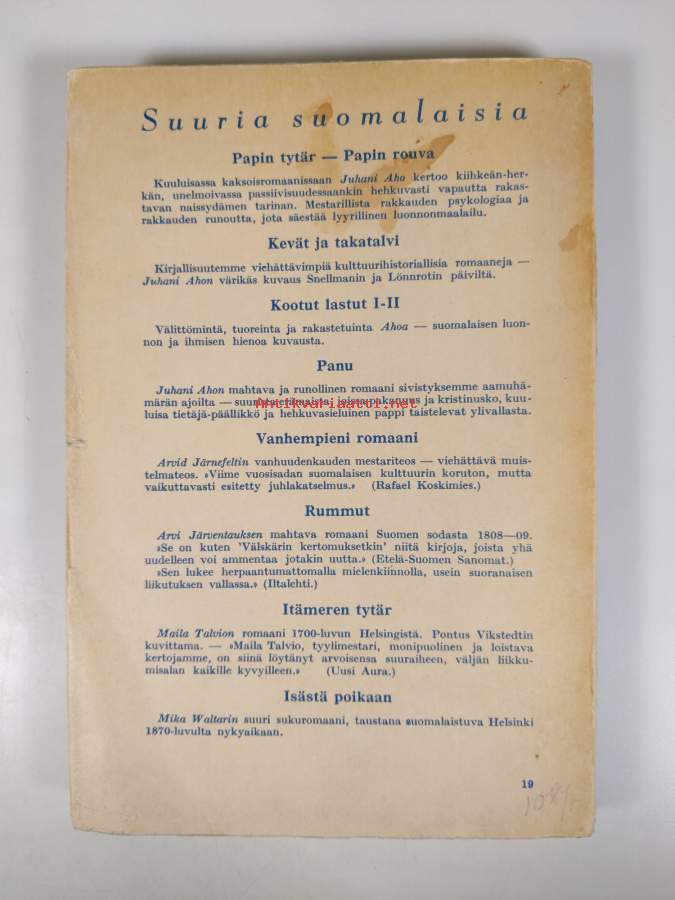 Suuria suomalaisia
Papin tytär — Papin rouva
Kuuluisassa kaksoisromaanissaan Juhani Aho kertoo kiihkeän-her-
kän, unelmoivassa passiivisuudessaankin hehkuvasti vapautta rakas-
tavan naissydämen tarinan. Mestarillista rakkauden psykologiaa ja
rakkauden runoutta, jota säestää lyyrillinen luonnonmaalailu.
Kevät ja takatalvi
Kirjallisuutemme viehättävimpiä kulttuurihistoriallisia romaaneja —
Juhani Ahon värikäs kuvaus Snellmanin ja Lönnrotin päiviltä.
Kootut lastut I-II
Välittömintä, tuoreinta ja rakastetuinta Ahoa — suomalaisen luon-
non ja ihmisen hienoa kuvausta.
Panu
Juhani Ahon mahtava ja runollinen romaani sivistyksemme aamuhä-
märän ajoilta — joista pakanuus ja kristinusko, kuu-
Antikvariaatti.net
luisa tietäjä-päällikkö ja hehkuvasieluinen pappi taistelevat ylivallasta.
Vanhempieni romaani
Arvid Järnefeltin vanhuudenkauden mestariteos — viehättävä muis-
telmateos. »Viime vuosisadan suomalaisen kulttuurin koruton, mutta
vaikuttavasti esitetty juhlakatselmus.» (Rafael Koskimies.)
Rummut
Arvi Järventauksen mahtava romaani Suomen sodasta 1808—09.
»Se on kuten 'Välskärin kertomuksetkin' niitä kirjoja, joista yhä
uudelleen voi ammentaa jotakin uutta.» (Etelä-Suomen Sanomat.)
»Sen lukee herpaantumattomalla mielenkiinnolla, usein suoranaisen
liikutuksen vallassa.» (Iltalehti.)
Itämeren tytär
Maila Talvion romaani 1700-luvun Helsingistä. Pontus Vikstedtin
kuvittama. — »Maila Talvio, tyylimestari, monipuolinen ja loistava
kertojamme, on siinä löytänyt arvoisensa suuraiheen, väljän liikku-
misalan kaikille kyvyilleen.» (Uusi Aura.)
Isästä poikaan
Mika Waltarin suuri sukuromaani, taustana suomalaistuva Helsinki
1870-luvulta nykyaikaan.
19